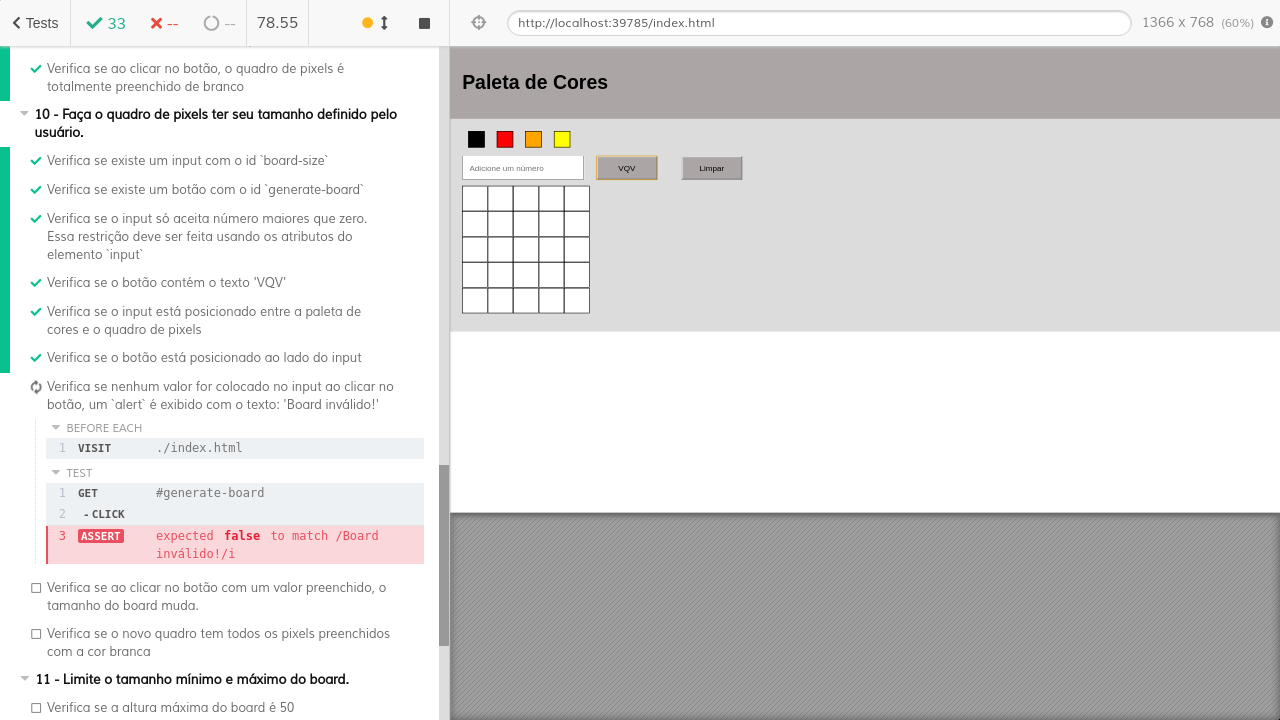 Tests
33
--
--
78.55
http://localhost:39785/index.html
1366 x 768 (60%)
Verifica se ao clicar no botão, o quadro de pixels é
totalmente preenchido de branco
10 - Faça o quadro de pixels ter seu tamanho definido pelo
usuário.
Verifica se existe um input com o id `board-size`
Verifica se existe um botão com o id `generate-board`
Verifica se o input só aceita número maiores que zero.
Essa restrição deve ser feita usando os atributos do
elemento `input`
Verifica se o botão contém o texto 'VQV'
Verifica se o input está posicionado entre a paleta de
cores e o quadro de pixels
Verifica se o botão está posicionado ao lado do input
Verifica se nenhum valor for colocado no input ao clicar no
botão, um `alert` é exibido com o texto: 'Board inválido!'
BEFORE EACH
1 VISIT ./index.html
TEST
1 GET #generate-board
2 -CLICK
3 ASSERT expected false to match /Board
inválido!/i
Verifica se ao clicar no botão com um valor preenchido, o
tamanho do board muda.
Verifica se o novo quadro tem todos os pixels preenchidos
com a cor branca
11 - Limite o tamanho mínimo e máximo do board.
Verifica se a altura máxima do board é 50
Paleta de Cores
Adicione um número
VQV
Limpar